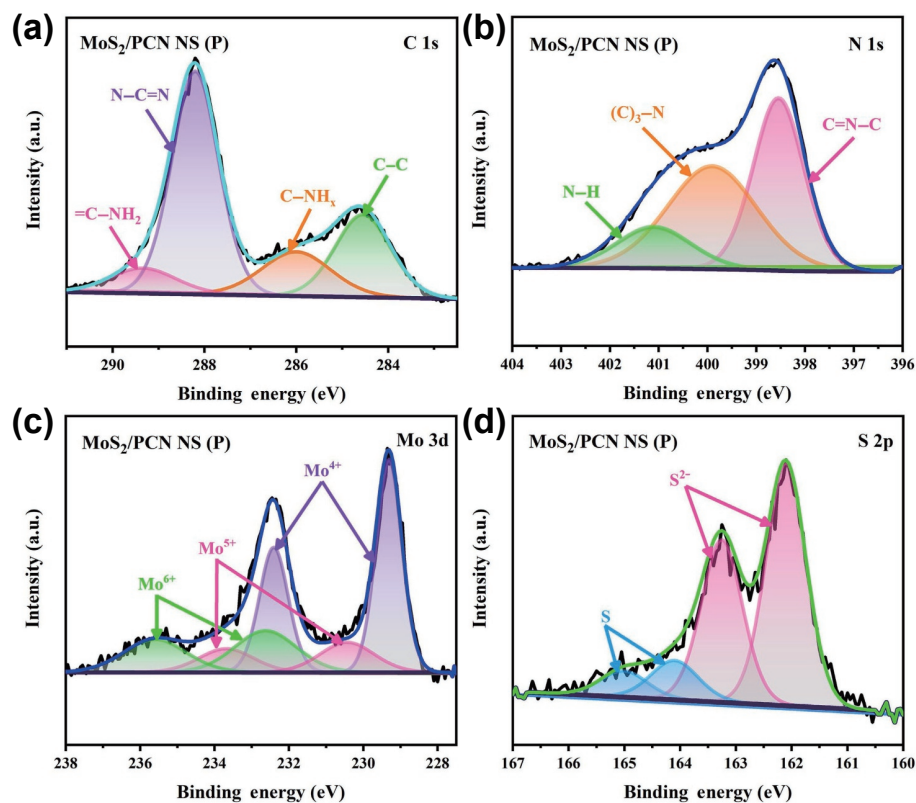 (a)
MoS₂/PCN NS (P)
C 1s
N–C=N
C–C
C–NHₓ
=C–NH₂
Intensity (a.u.)
290
288
286
284
Binding energy (eV)
(b)
MoS₂/PCN NS (P)
N 1s
(C)₃–N
C=N–C
N–H
Intensity (a.u.)
404
403
402
401
400
399
398
397
396
Binding energy (eV)
(c)
MoS₂/PCN NS (P)
Mo 3d
Mo⁴⁺
Mo⁵⁺
Mo⁶⁺
Intensity (a.u.)
238
236
234
232
230
228
Binding energy (eV)
(d)
MoS₂/PCN NS (P)
S 2p
S²⁻
S
Intensity (a.u.)
167
166
165
164
163
162
161
160
Binding energy (eV)